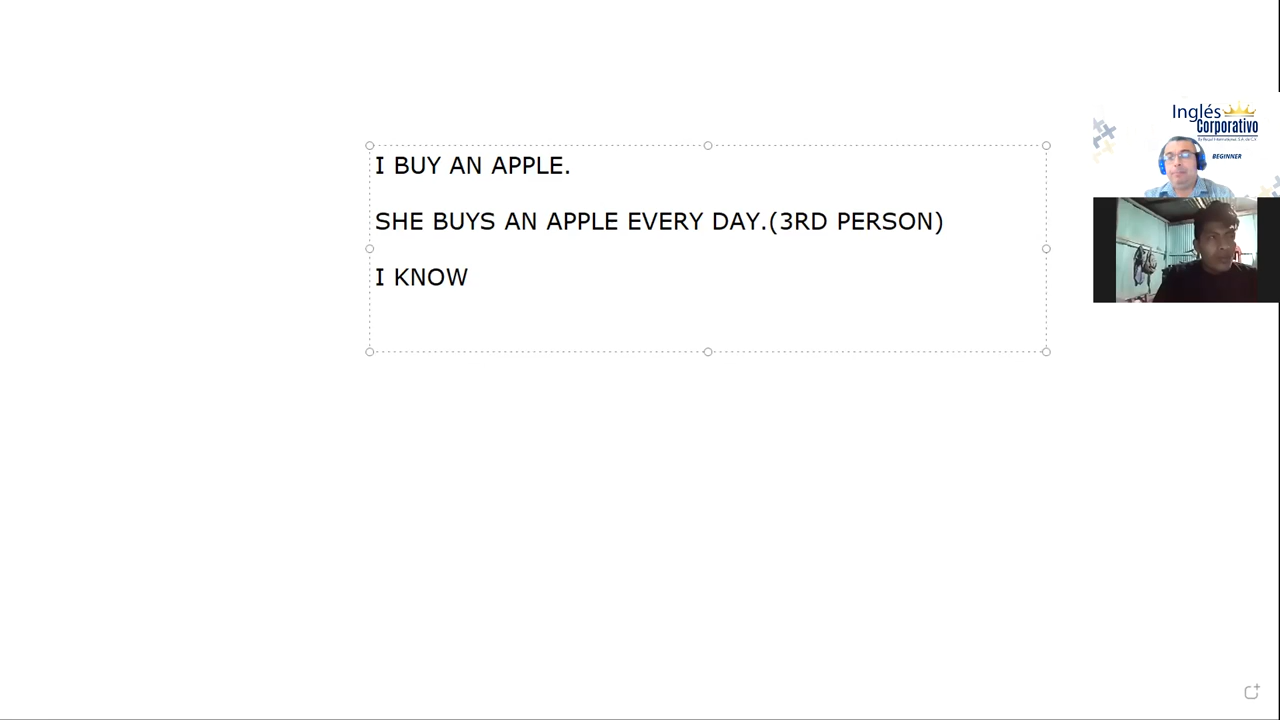 I BUY AN APPLE.
SHE BUYS AN APPLE EVERY DAY.(3RD PERSON)
I KNOW
Inglés
Corporativo
BEGINNER